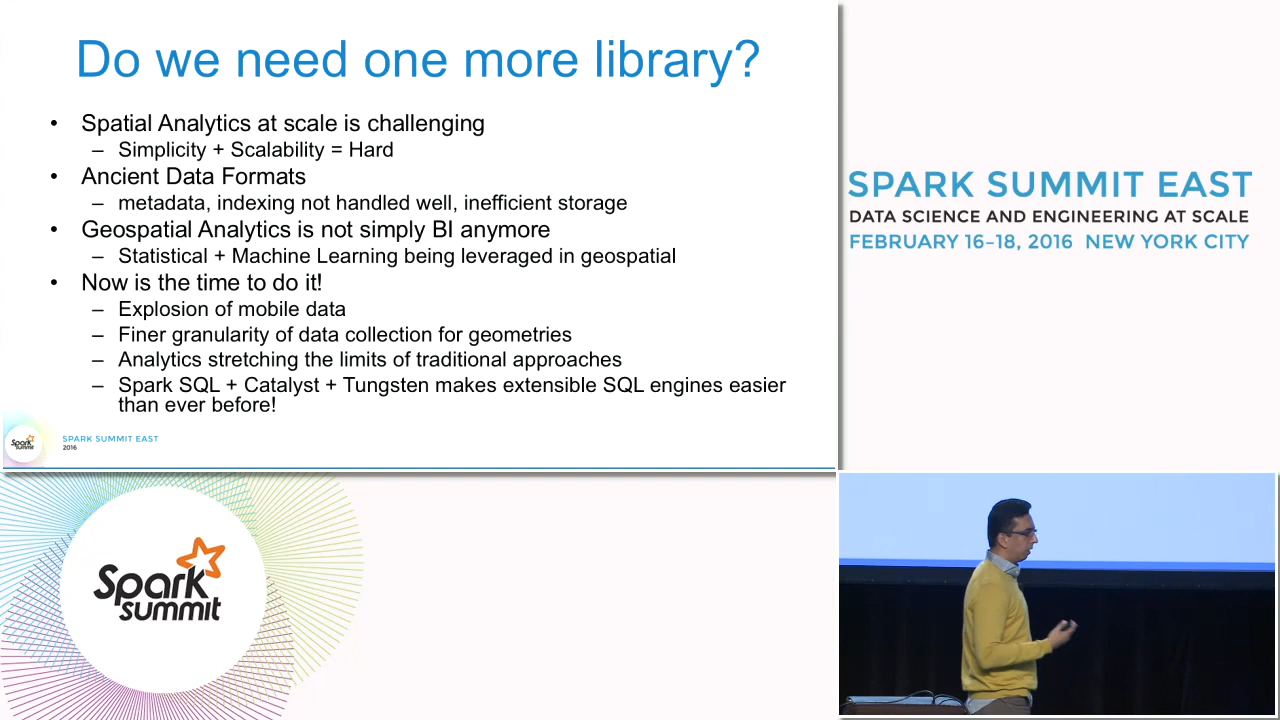 Do we need one more library?
• Spatial Analytics at scale is challenging
– Simplicity + Scalability = Hard
• Ancient Data Formats
– metadata, indexing not handled well, inefficient storage
• Geospatial Analytics is not simply BI anymore
– Statistical + Machine Learning being leveraged in geospatial
• Now is the time to do it!
– Explosion of mobile data
– Finer granularity of data collection for geometries
– Analytics stretching the limits of traditional approaches
– Spark SQL + Catalyst + Tungsten makes extensible SQL engines easier
than ever before!
Spark
Summit
SPARK SUMMIT EAST
2016
SPARK SUMMIT EAST
DATA SCIENCE AND ENGINEERING AT SCALE
FEBRUARY 16–18, 2016 NEW YORK CITY
Spark
Summit